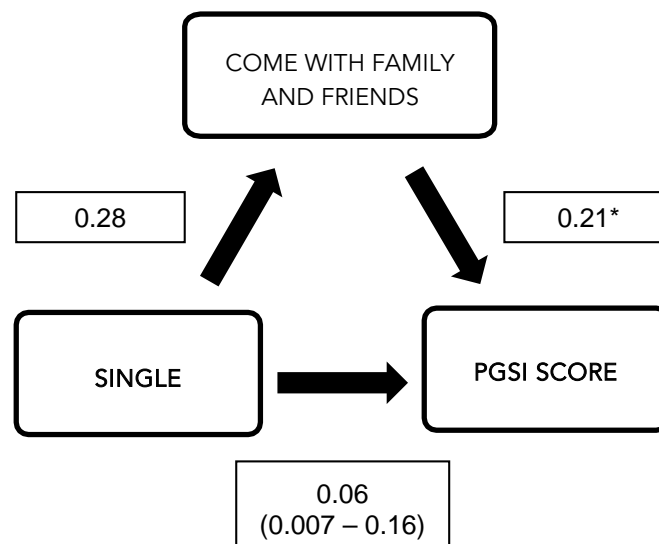 COME WITH FAMILY
AND FRIENDS
0.28
0.21*
SINGLE
PGSI SCORE
0.06
(0.007 – 0.16)